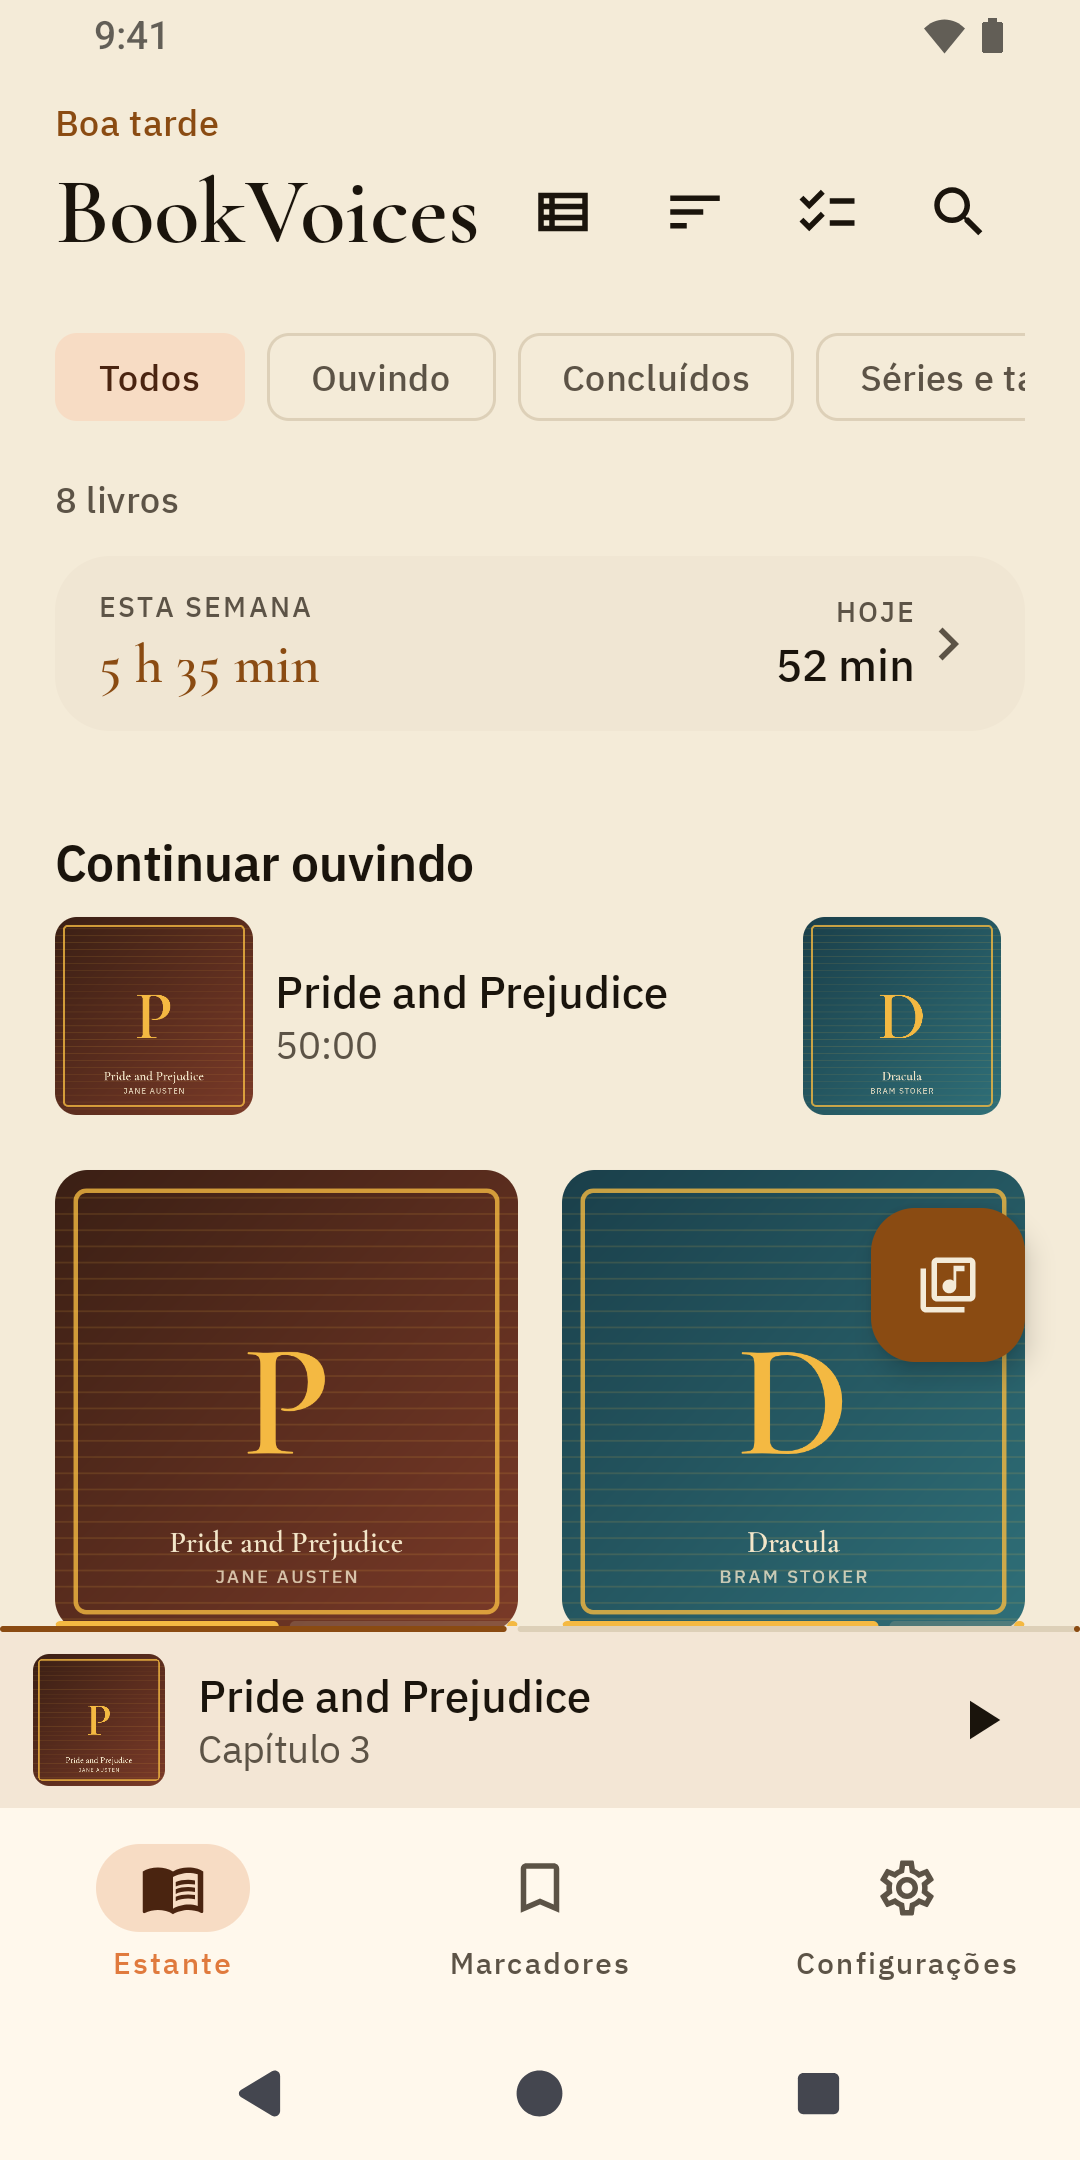 9:41
Boa tarde
BookVoices
Todos
Ouvindo
Concluídos
Séries e ta
8 livros
ESTA SEMANA
5 h 35 min
HOJE
52 min
Continuar ouvindo
P
Pride and Prejudice
JANE AUSTEN
Pride and Prejudice
50:00
D
Dracula
BRAM STOKER
P
Pride and Prejudice
JANE AUSTEN
D
Dracula
BRAM STOKER
P
Pride and Prejudice
JANE AUSTEN
Pride and Prejudice
Capítulo 3
Estante
Marcadores
Configurações